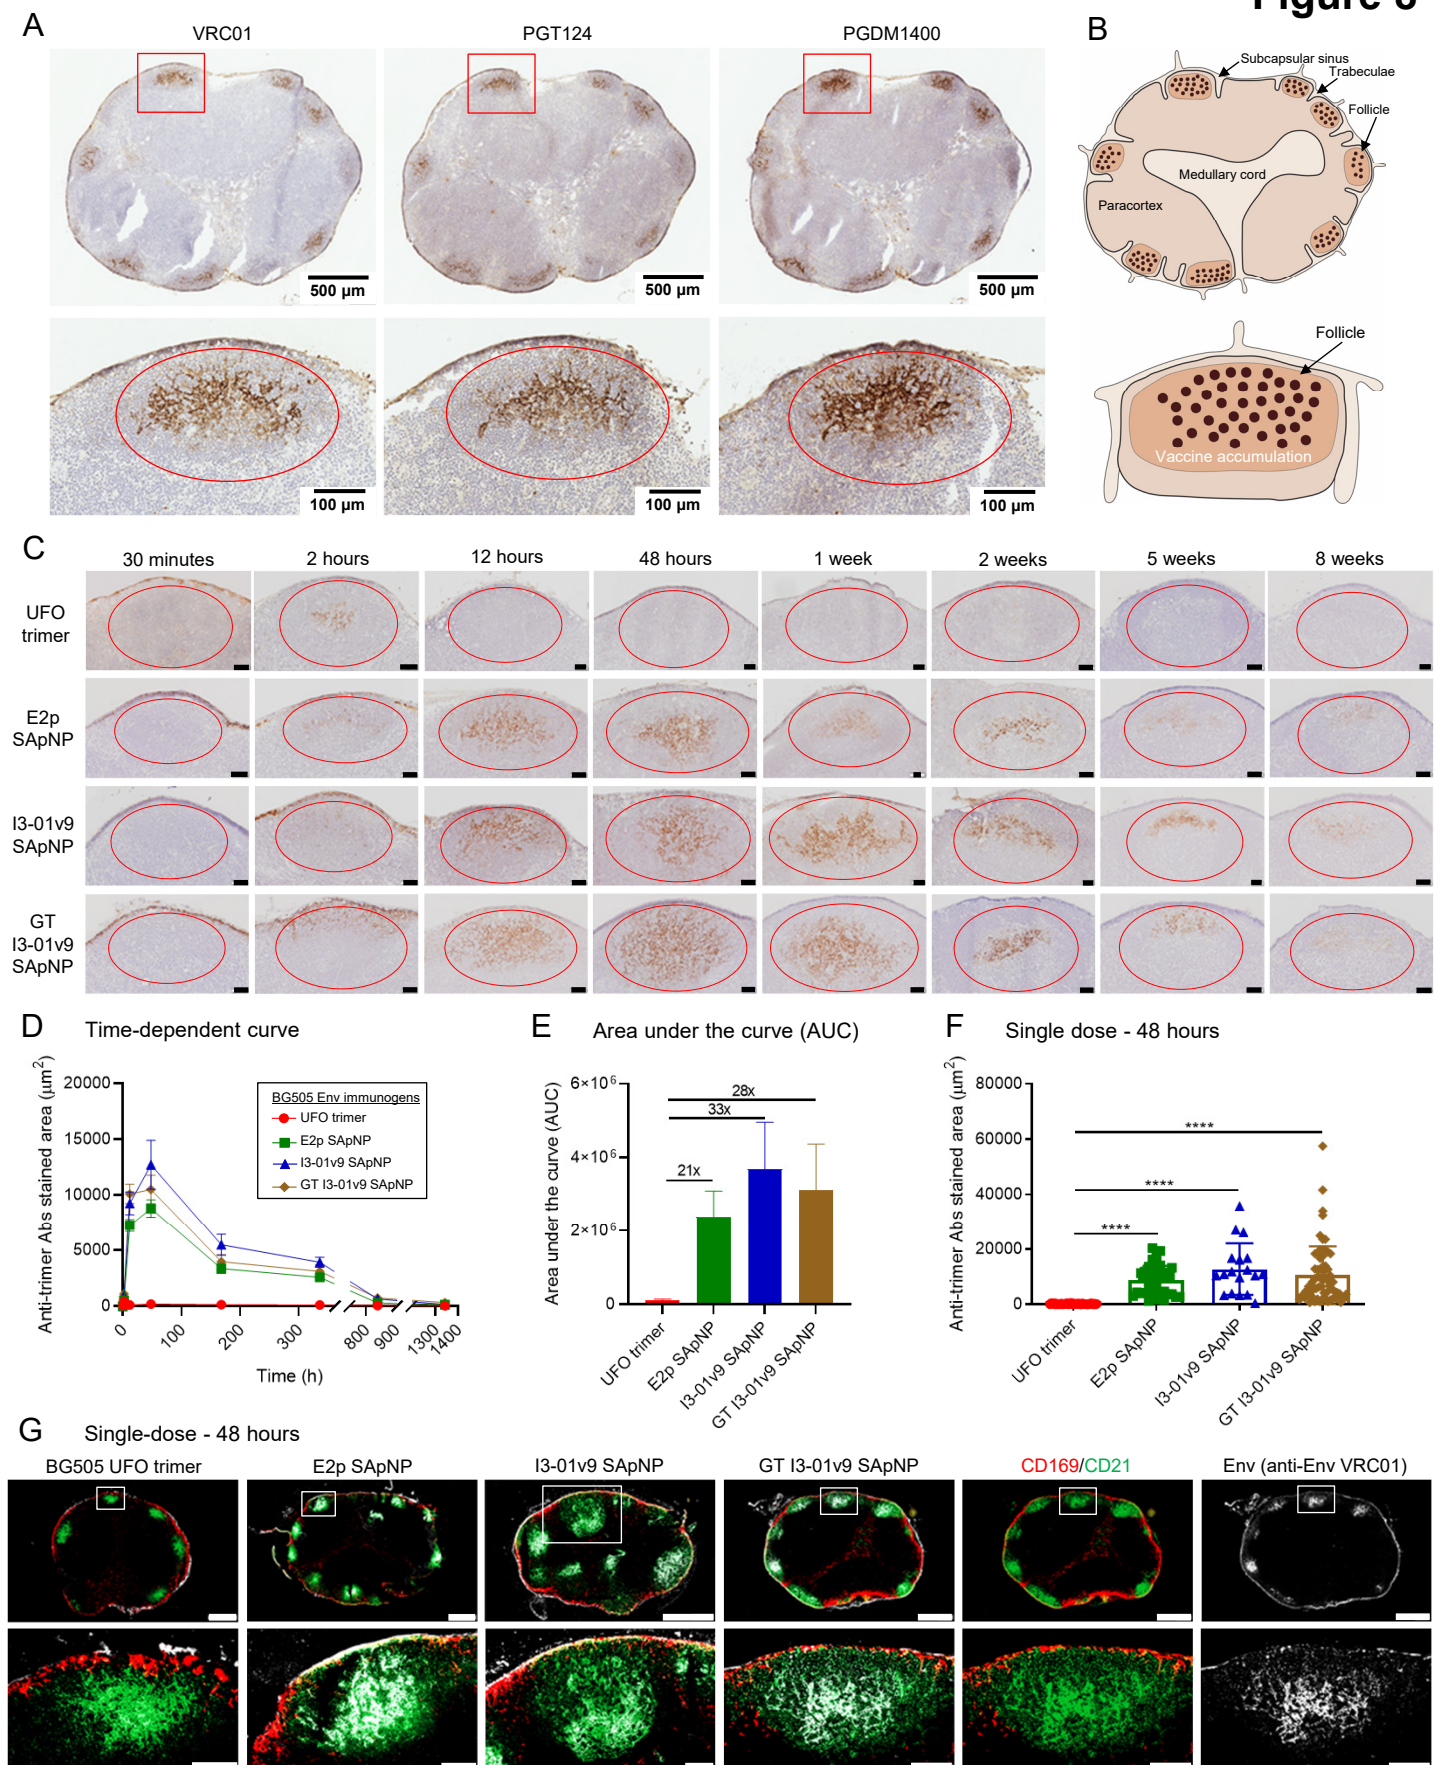 Figure 6
A
VRC01
PGT124
PGDM1400
500 µm
500 µm
500 µm
100 µm
100 µm
100 µm
B
Subcapsular sinus
Trabeculae
Follicle
Medullary cord
Paracortex
Follicle
Vaccine accumulation
C
30 minutes
2 hours
12 hours
48 hours
1 week
2 weeks
5 weeks
8 weeks
UFO
trimer
E2p
SApNP
I3-01v9
SApNP
GT
I3-01v9
SApNP
D
Time-dependent curve
Anti-trimer Abs stained area (µm²)
20000
15000
10000
5000
0
0
100
200
300
800
900
1300
1400
Time (h)
BG505 Env immunogens
UFO trimer
E2p SApNP
I3-01v9 SApNP
GT I3-01v9 SApNP
E
Area under the curve (AUC)
Area under the curve (AUC)
6×10⁶
4×10⁶
2×10⁶
0
28x
33x
21x
UFO trimer
E2p SApNP
I3-01v9 SApNP
GT I3-01v9 SApNP
F
Single dose - 48 hours
Anti-trimer Abs stained area (µm²)
80000
60000
40000
20000
0
****
****
****
UFO trimer
E2p SApNP
I3-01v9 SApNP
GT I3-01v9 SApNP
G
Single-dose - 48 hours
BG505 UFO trimer
E2p SApNP
I3-01v9 SApNP
GT I3-01v9 SApNP
CD169/CD21
Env (anti-Env VRC01)